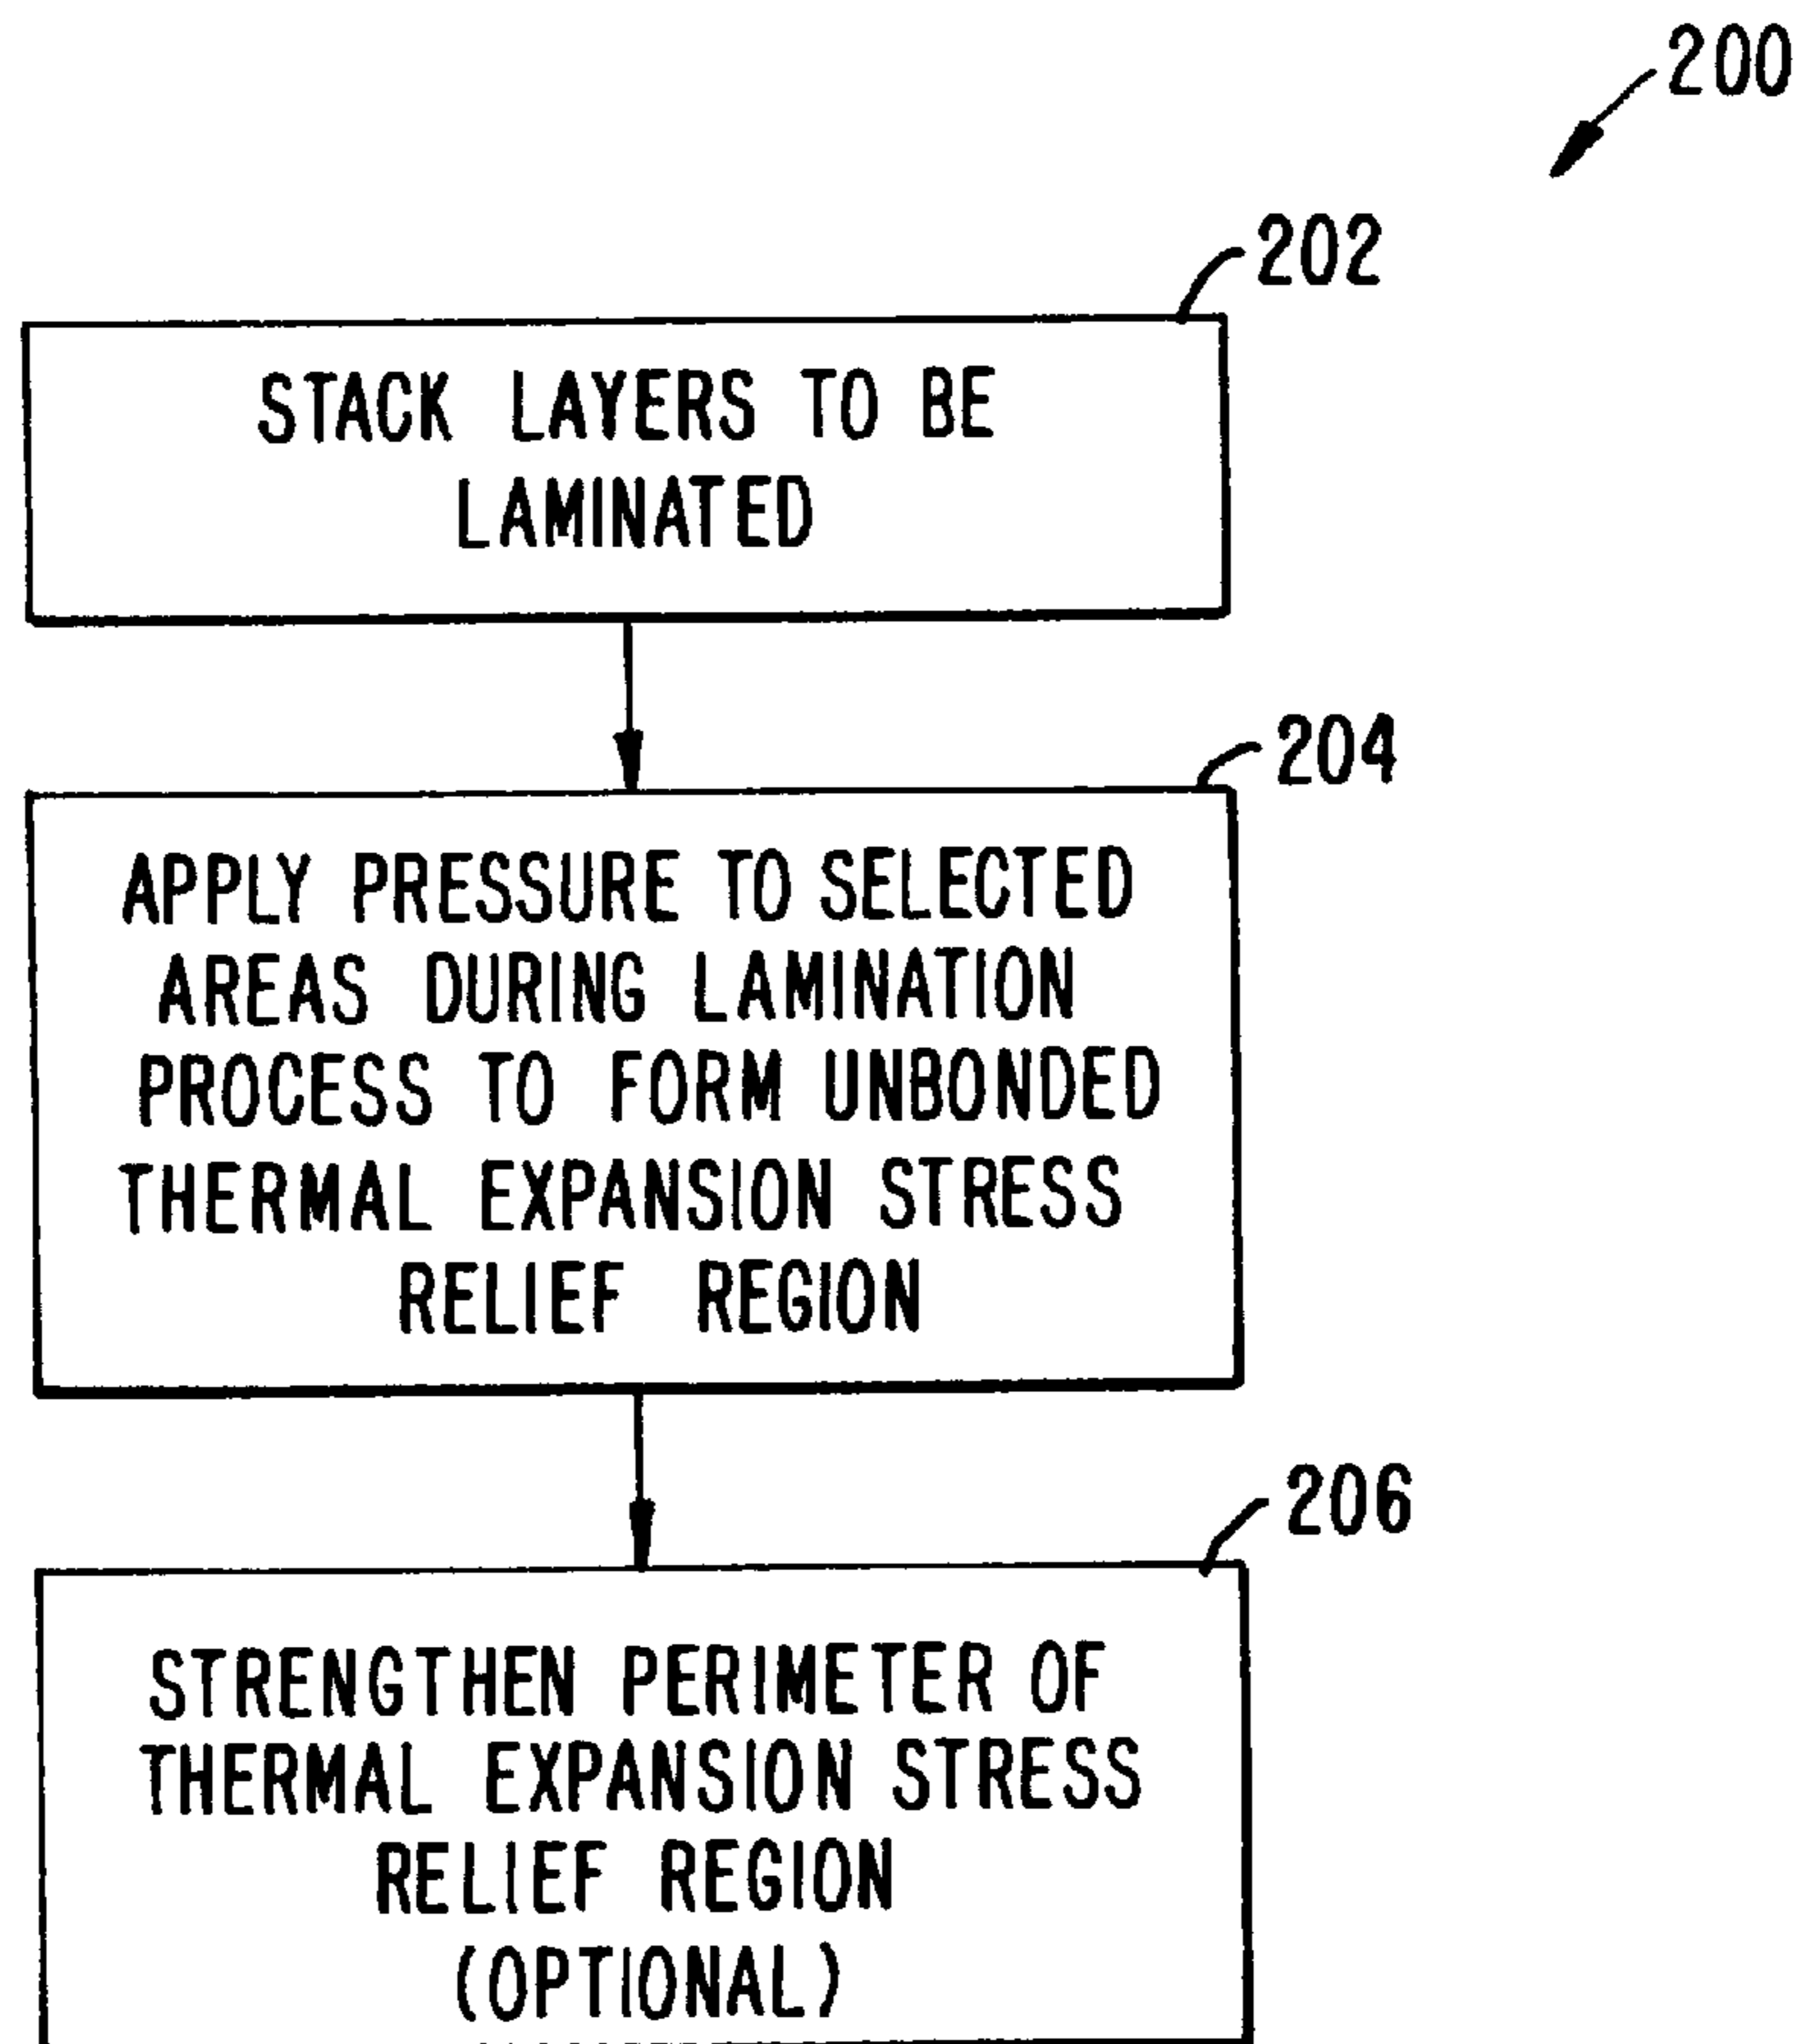 200
202
STACK LAYERS TO BE
LAMINATED
204
APPLY PRESSURE TO SELECTED
AREAS DURING LAMINATION
PROCESS TO FORM UNBONDED
THERMAL EXPANSION STRESS
RELIEF REGION
206
STRENGTHEN PERIMETER OF
THERMAL EXPANSION STRESS
RELIEF REGION
(OPTIONAL)